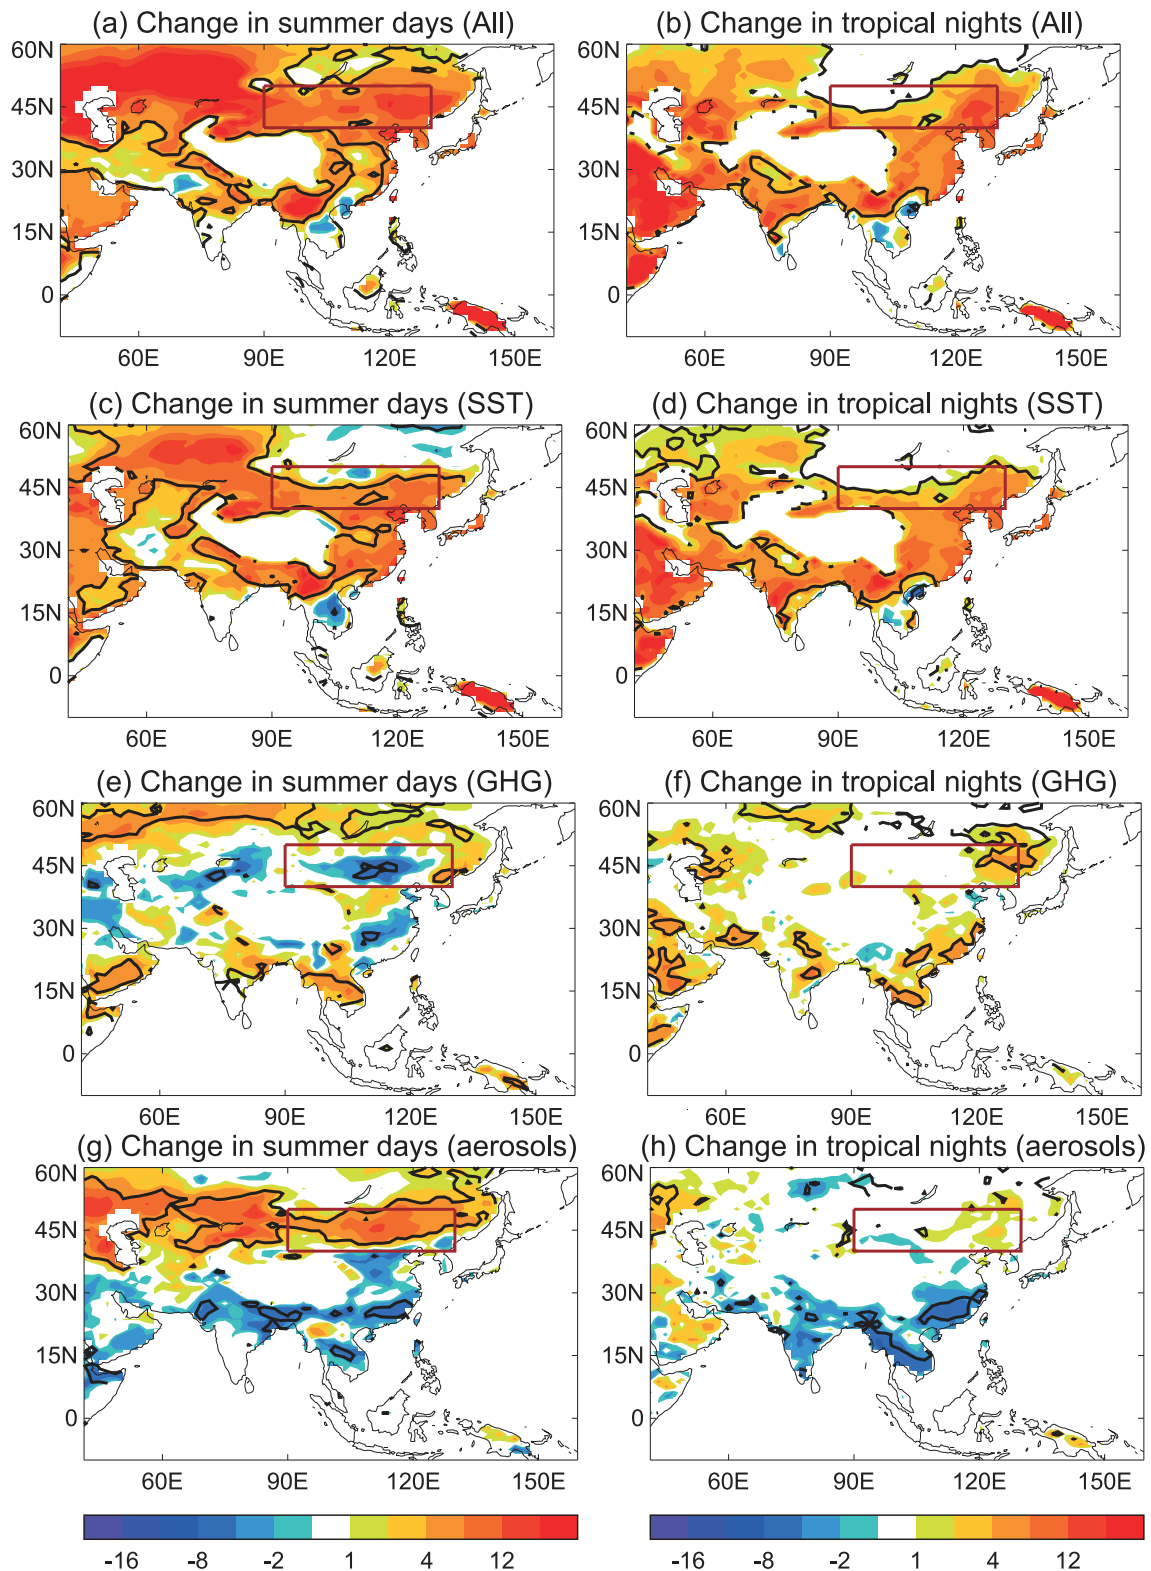 (a) Change in summer days (All)
(b) Change in tropical nights (All)
60N
45N
30N
15N
0
60E
90E
120E
150E
60N
45N
30N
15N
0
60E
90E
120E
150E
(c) Change in summer days (SST)
(d) Change in tropical nights (SST)
60N
45N
30N
15N
0
60E
90E
120E
150E
60N
45N
30N
15N
0
60E
90E
120E
150E
(e) Change in summer days (GHG)
(f) Change in tropical nights (GHG)
60N
45N
30N
15N
0
60E
90E
120E
150E
60N
45N
30N
15N
0
60E
90E
120E
150E
(g) Change in summer days (aerosols)
(h) Change in tropical nights (aerosols)
60N
45N
30N
15N
0
60E
90E
120E
150E
60N
45N
30N
15N
0
60E
90E
120E
150E
-16 -8 -2 1 4 12
-16 -8 -2 1 4 12